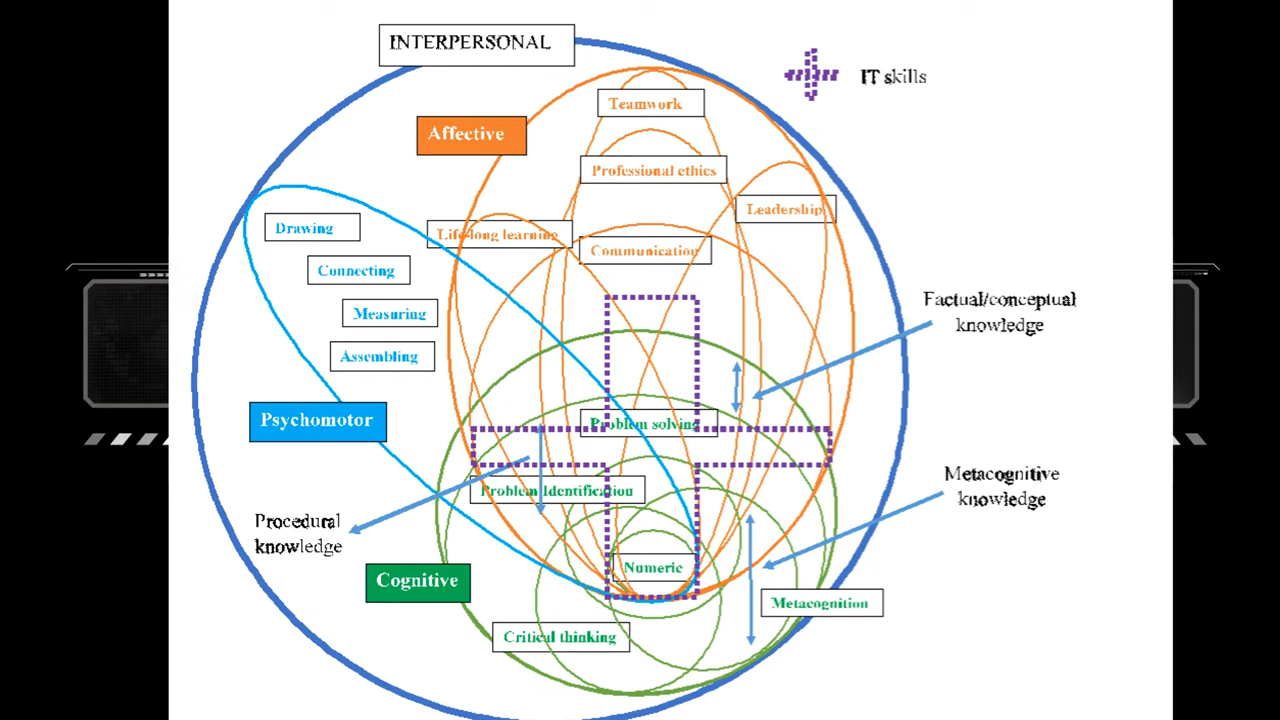 INTERPERSONAL
IT skills
Teamwork
Affective
Professional ethics
Leadership
Drawing
Life-long learning
Communication
Connecting
Factual/conceptual
knowledge
Measuring
Assembling
Psychomotor
Problem solving
Metacognitive
knowledge
Problem Identification
Procedural
knowledge
Numeric
Cognitive
Metacognition
Critical thinking